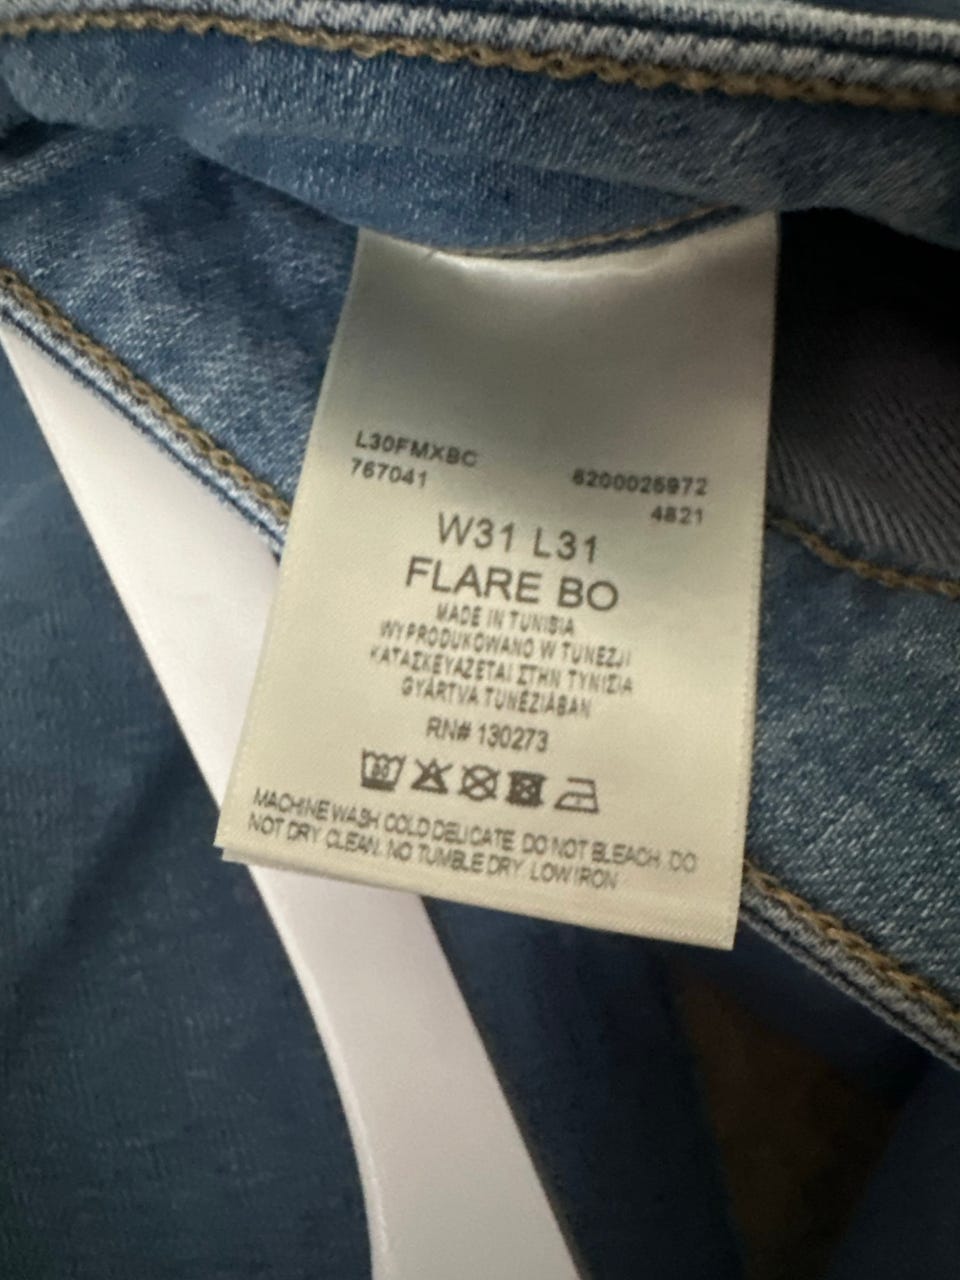 L30FMXBC
767041
6200025972
4821
W31 L31
FLARE BO
MADE IN TUNISIA
WYPRODUKOWANO W TUNEZJI
ΚΑΤΑΣΚΕΥΑΖΕΤΑΙ ΣΤΗΝ ΤΥΝΙΣΙΑ
GYÁRTVA TUNÉZIÁBAN
RN# 130273
MACHINE WASH COLD DELICATE. DO NOT BLEACH. DO
NOT DRY CLEAN. NO TUMBLE DRY. LOW IRON